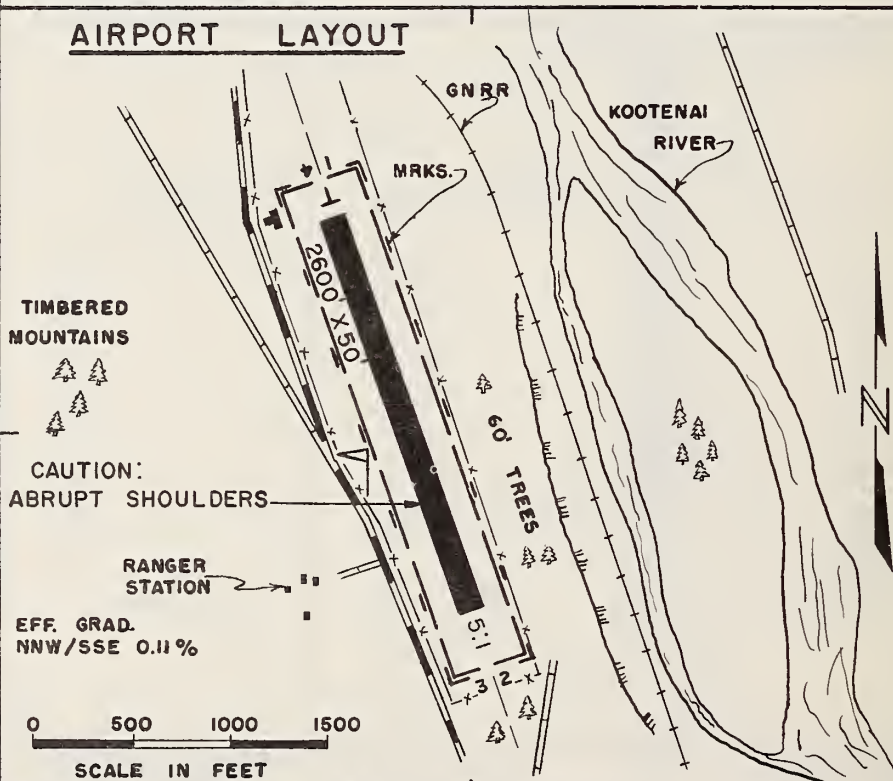 AIRPORT LAYOUT
GNRR
KOOTENAI
RIVER
MRKS.
4
2600' X 50'
TIMBERED
MOUNTAINS
60' TREES
N
CAUTION:
ABRUPT SHOULDERS
RANGER
STATION
EFF. GRAD.
NNW/SSE 0.11%
5:1
3 2
0 500 1000 1500
SCALE IN FEET